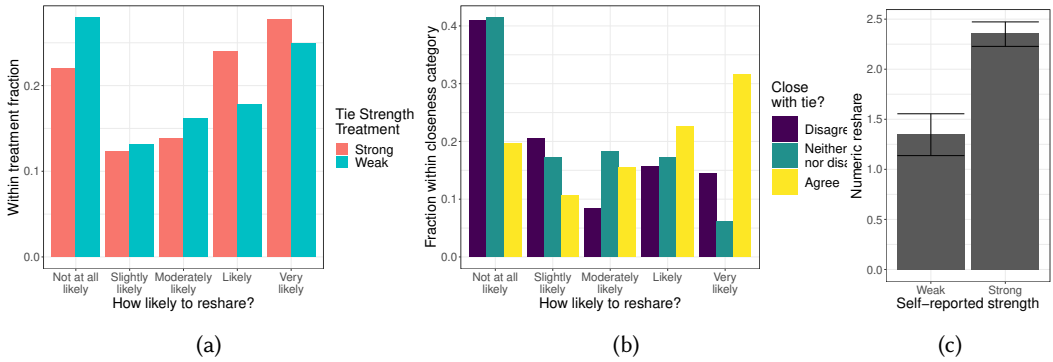 Within treatment fraction
0.2
0.1
0.0
Not at all
likely
Slightly
likely
Moderately
likely
Likely
Very
likely
How likely to reshare?
Tie Strength
Treatment
Strong
Weak
(a)
Fraction within closeness category
0.4
0.3
0.2
0.1
0.0
Not at all
likely
Slightly
likely
Moderately
likely
Likely
Very
likely
How likely to reshare?
Close
with tie?
Disagre
Neither
nor disa
Agree
(b)
Numeric reshare
2.5
2.0
1.5
1.0
0.5
0.0
Weak
Strong
Self-reported strength
(c)